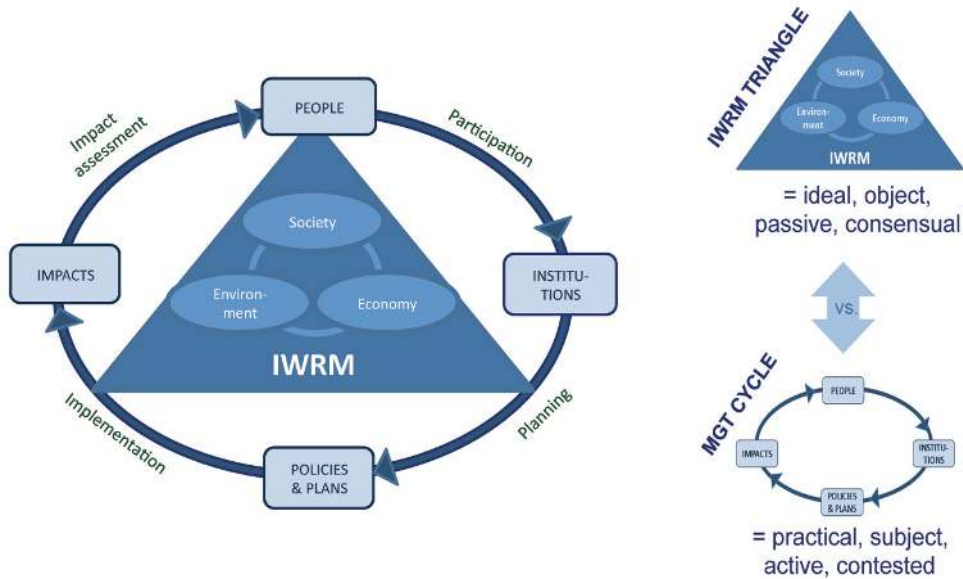 PEOPLE
Impact
assessment
Participation
Society
IMPACTS
INSTITU-
TIONS
Environ-
ment
Economy
IWRM
Implementation
Planning
POLICIES
& PLANS
IWRM TRIANGLE
Society
Environ-
ment
Economy
IWRM
= ideal, object,
passive, consensual
vs.
MGT CYCLE
PEOPLE
IMPACTS
INSTITU-
TIONS
POLICIES
& PLANS
= practical, subject,
active, contested